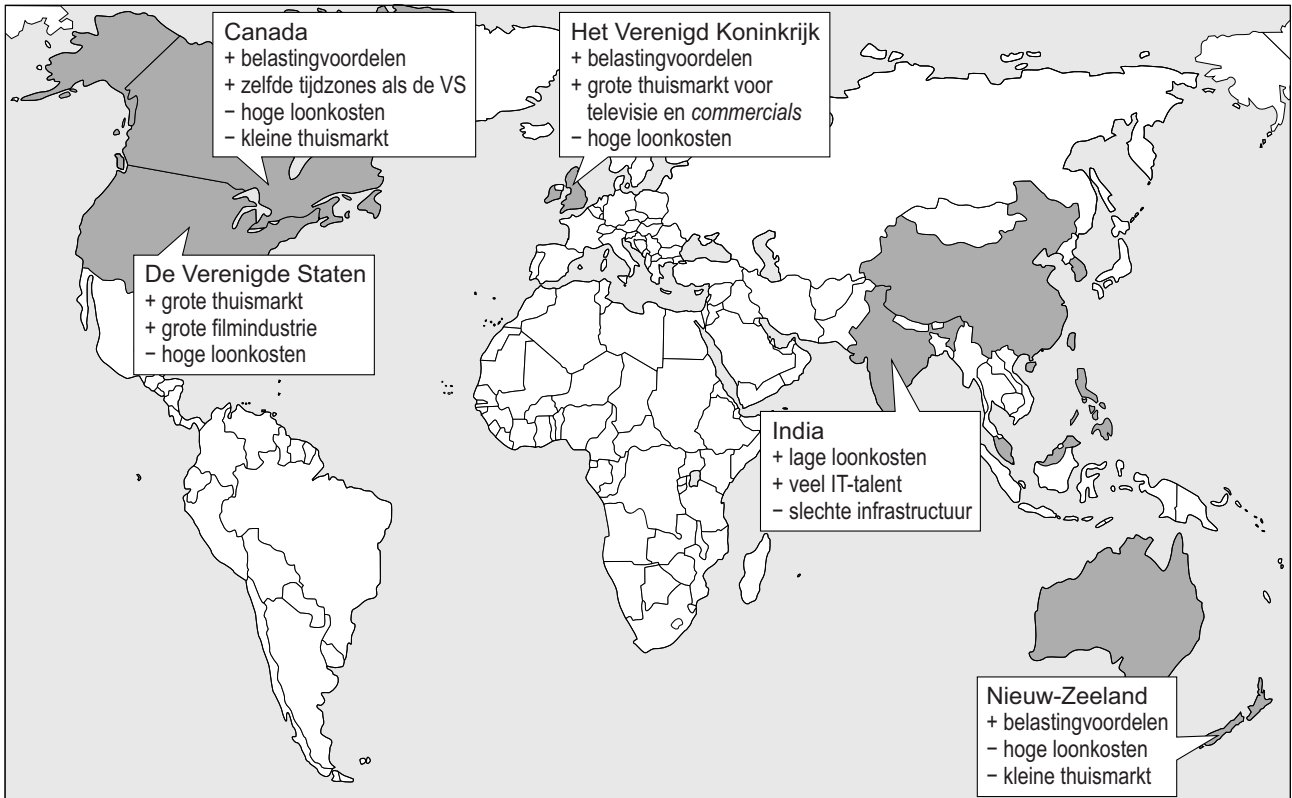 Canada
+ belastingvoordelen
+ zelfde tijdzones als de VS
− hoge loonkosten
− kleine thuismarkt
Het Verenigd Koninkrijk
+ belastingvoordelen
+ grote thuismarkt voor
televisie en commercials
− hoge loonkosten
De Verenigde Staten
+ grote thuismarkt
+ grote filmindustrie
− hoge loonkosten
India
+ lage loonkosten
+ veel IT-talent
− slechte infrastructuur
Nieuw-Zeeland
+ belastingvoordelen
− hoge loonkosten
− kleine thuismarkt